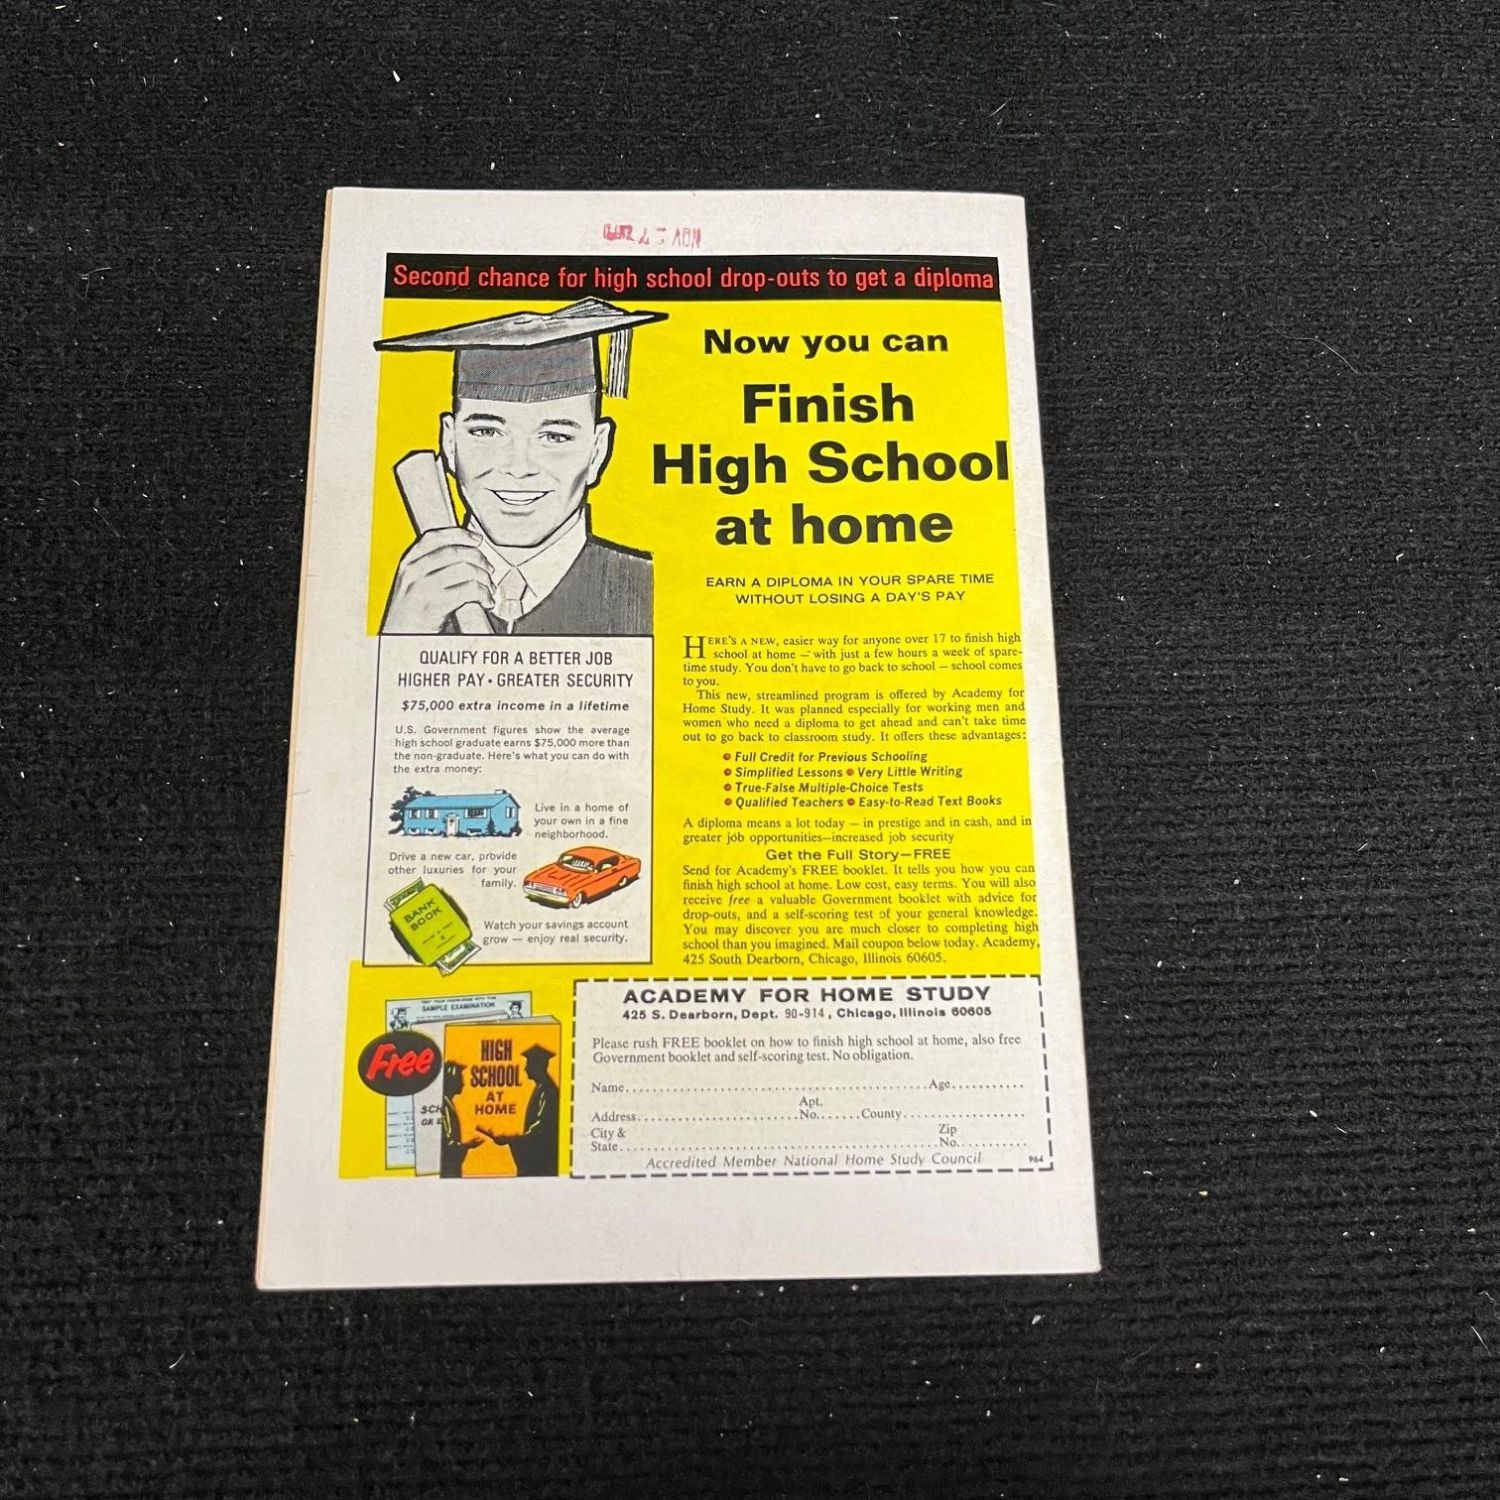 Second chance for high school drop-outs to get a diploma
Now you can
Finish
High School
at home
EARN A DIPLOMA IN YOUR SPARE TIME
WITHOUT LOSING A DAY'S PAY
QUALIFY FOR A BETTER JOB
HIGHER PAY • GREATER SECURITY
$75,000 extra income in a lifetime
U.S. Government figures show the average
high school graduate earns $75,000 more than
the non-graduate. Here's what you can do with
the extra money:
Live in a home of
your own in a fine
neighborhood.
Drive a new car, provide
other luxuries for your
family.
BANK
BOOK
Watch your savings account
grow — enjoy real security.
HERE'S A NEW, easier way for anyone over 17 to finish high
school at home — with just a few hours a week of spare-
time study. You don't have to go back to school — school comes
to you.
This new, streamlined program is offered by Academy for
Home Study. It was planned especially for working men and
women who need a diploma to get ahead and can't take time
out to go back to classroom study. It offers these advantages:
• Full Credit for Previous Schooling
• Simplified Lessons • Very Little Writing
• True-False Multiple-Choice Tests
• Qualified Teachers • Easy-to-Read Text Books
A diploma means a lot today — in prestige and in cash, and in
greater job opportunities—increased job security
Get the Full Story—FREE
Send for Academy's FREE booklet. It tells you how you can
finish high school at home. Low cost, easy terms. You will also
receive free a valuable Government booklet with advice for
drop-outs, and a self-scoring test of your general knowledge.
You may discover you are much closer to completing high
school than you imagined. Mail coupon below today. Academy,
425 South Dearborn, Chicago, Illinois 60605.
SAMPLE EXAMINATION
Free
HIGH
SCHOOL
AT
HOME
SCH
OR
ACADEMY FOR HOME STUDY
425 S. Dearborn, Dept. 90-914, Chicago, Illinois 60605
Please rush FREE booklet on how to finish high school at home, also free
Government booklet and self-scoring test. No obligation.
Name Age
Apt.
Address No. County
City & Zip
State No.
Accredited Member National Home Study Council 964